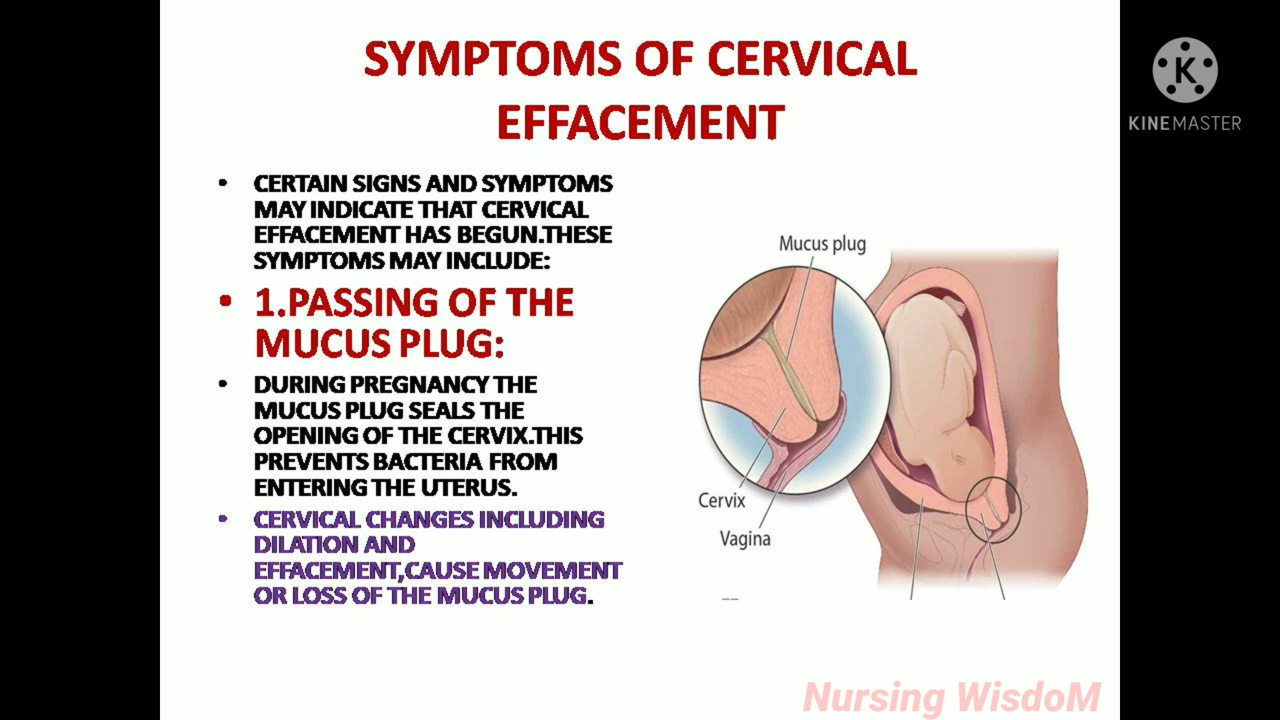 SYMPTOMS OF CERVICAL
EFFACEMENT
• CERTAIN SIGNS AND SYMPTOMS
MAY INDICATE THAT CERVICAL
EFFACEMENT HAS BEGUN.THESE
SYMPTOMS MAY INCLUDE:
• 1.PASSING OF THE
MUCUS PLUG:
• DURING PREGNANCY THE
MUCUS PLUG SEALS THE
OPENING OF THE CERVIX.THIS
PREVENTS BACTERIA FROM
ENTERING THE UTERUS.
• CERVICAL CHANGES INCLUDING
DILATION AND
EFFACEMENT,CAUSE MOVEMENT
OR LOSS OF THE MUCUS PLUG.
Mucus plug
Cervix
Vagina
K
KINEMASTER
Nursing WisdoM